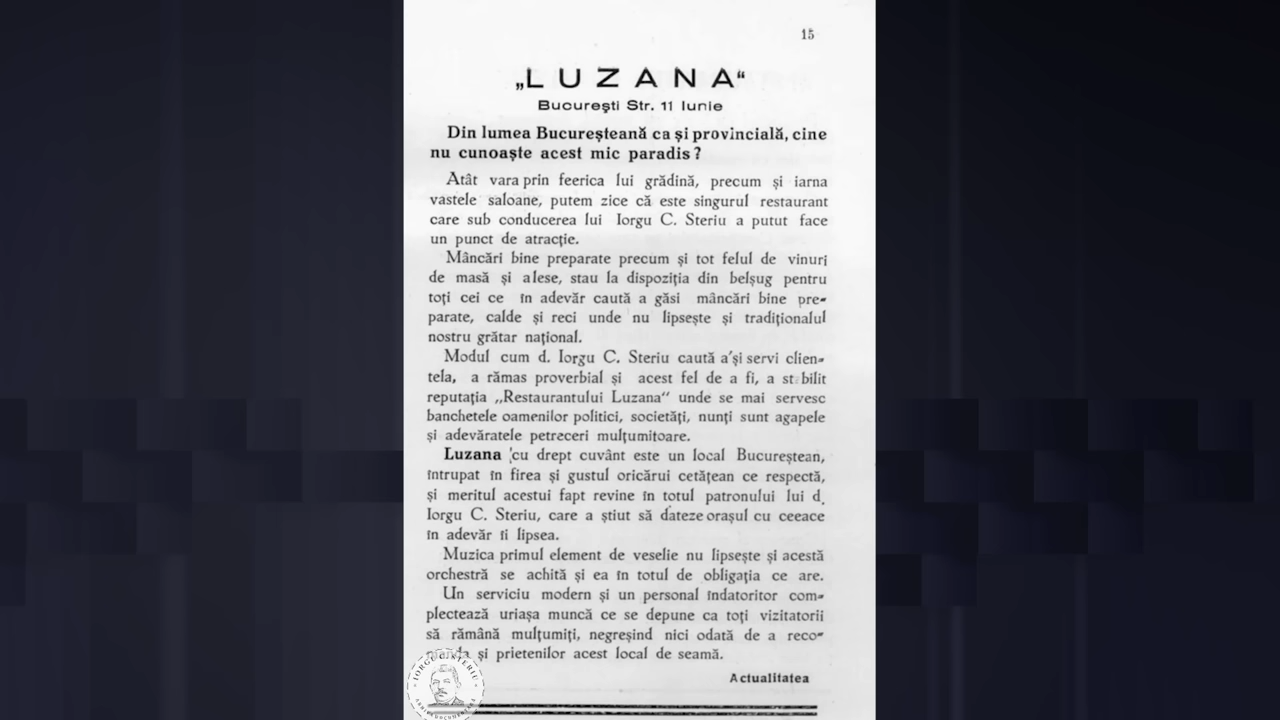 15
„LUZANA“
Bucureşti Str. 11 Iunie
Din lumea Bucureşteană ca şi provincială, cine
nu cunoaşte acest mic paradis?
Atât vara prin feerica lui grădină, precum şi iarna
vastele saloane, putem zice că este singurul restaurant
care sub conducerea lui Iorgu C. Steriu a putut face
un punct de atracţie.
Mâncări bine preparate precum şi tot felul de vinuri
de masă şi alese, stau la dispoziţia din belşug pentru
toţi cei ce în adevăr caută a găsi mâncări bine pre-
parate, calde şi reci unde nu lipseşte şi tradiţionalul
nostru grătar naţional.
Modul cum d. Iorgu C. Steriu caută a'şi servi clien-
tela, a rămas proverbial şi acest fel de a fi, a st bilit
reputaţia „Restaurantului Luzana“ unde se mai servesc
banchetele oamenilor politici, societăţi, nunţi sunt agapele
şi adevăratele petreceri mulţumitoare.
Luzana cu drept cuvânt este un local Bucureştean,
întrupat în firea şi gustul oricărui cetăţean ce respectă,
şi meritul acestui fapt revine în totul patronului lui d.
Iorgu C. Steriu, care a ştiut să dateze oraşul cu ceeace
în adevăr îi lipsea.
Muzica primul element de veselie nu lipseşte şi acestă
orchestră se achită şi ea în totul de obligaţia ce are.
Un serviciu modern şi un personal îndatoritor com-
plectează uriaşa muncă ce se depune ca toţi vizitatorii
să rămână mulţumiţi, negreşind nici odată de a reco-
şi prietenilor acest local de seamă.
Actualitatea
IORGU C. STERIU